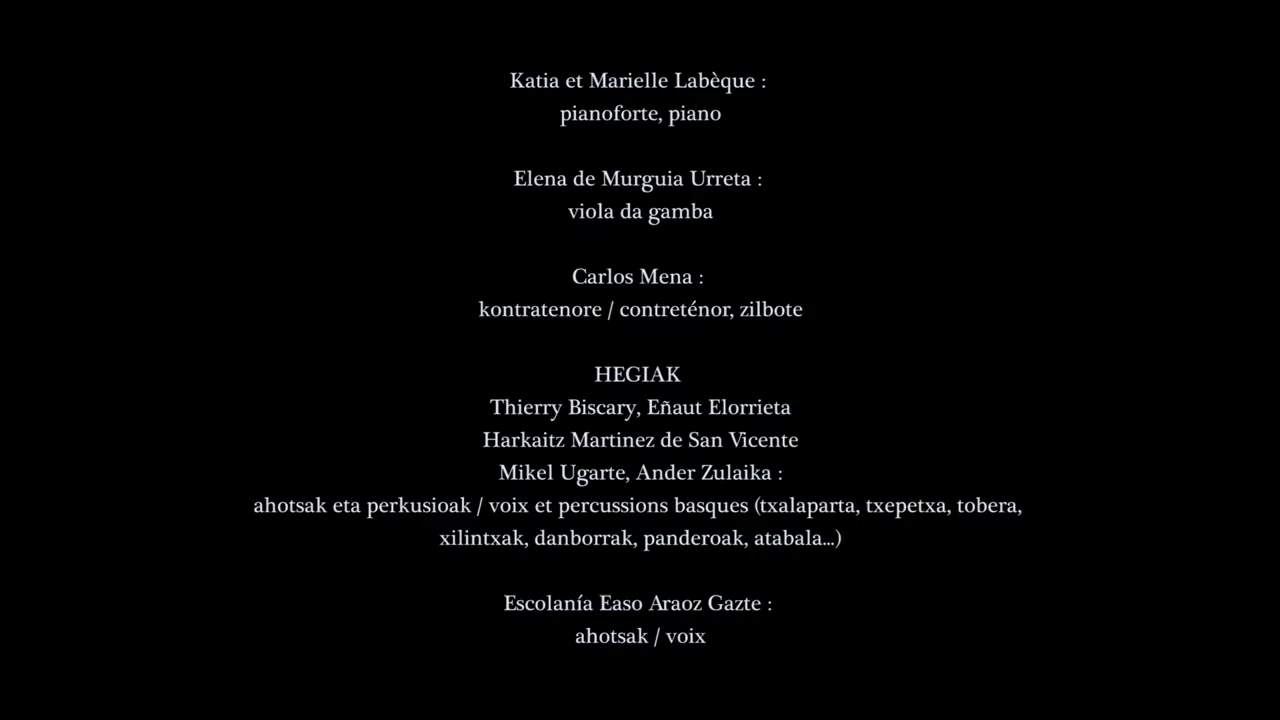 Katia et Marielle Labèque :
pianoforte, piano
Elena de Murguia Urreta :
viola da gamba
Carlos Mena :
kontratenore / contreténor, zilbote
HEGIAK
Thierry Biscary, Eñaut Elorrieta
Harkaitz Martinez de San Vicente
Mikel Ugarte, Ander Zulaika :
ahotsak eta perkusioak / voix et percussions basques (txalaparta, txepetxa, tobera,
xilintxak, danborrak, panderoak, atabala...)
Escolanía Easo Araoz Gazte :
ahotsak / voix